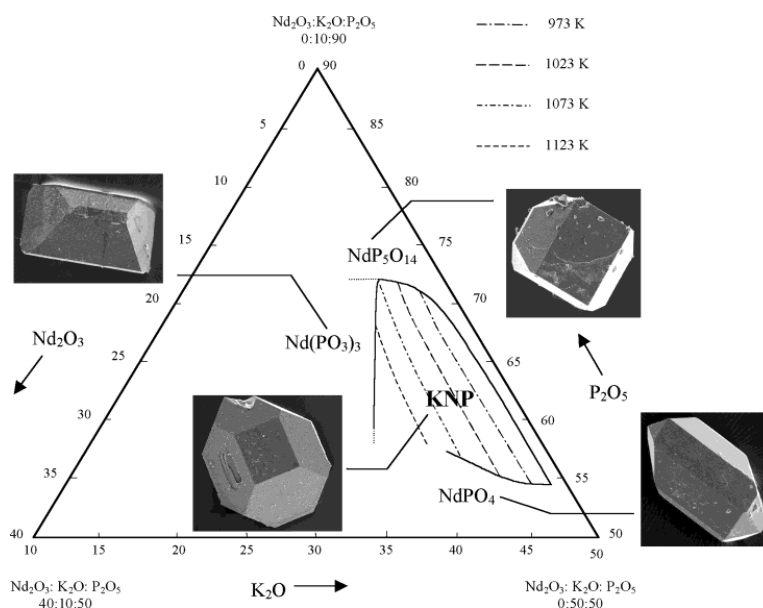 Nd₂O₃:K₂O:P₂O₅
0:10:90
0 90
973 K
1023 K
1073 K
1123 K
5
85
10
80
15
75
NdP₅O₁₄
20
70
Nd₂O₃
Nd(PO₃)₃
25
65
KNP
P₂O₅
30
60
35
55
NdPO₄
40
50
10
15
20
25
30
35
40
45
50
Nd₂O₃: K₂O: P₂O₅
40:10:50
K₂O
Nd₂O₃: K₂O: P₂O₅
0:50:50